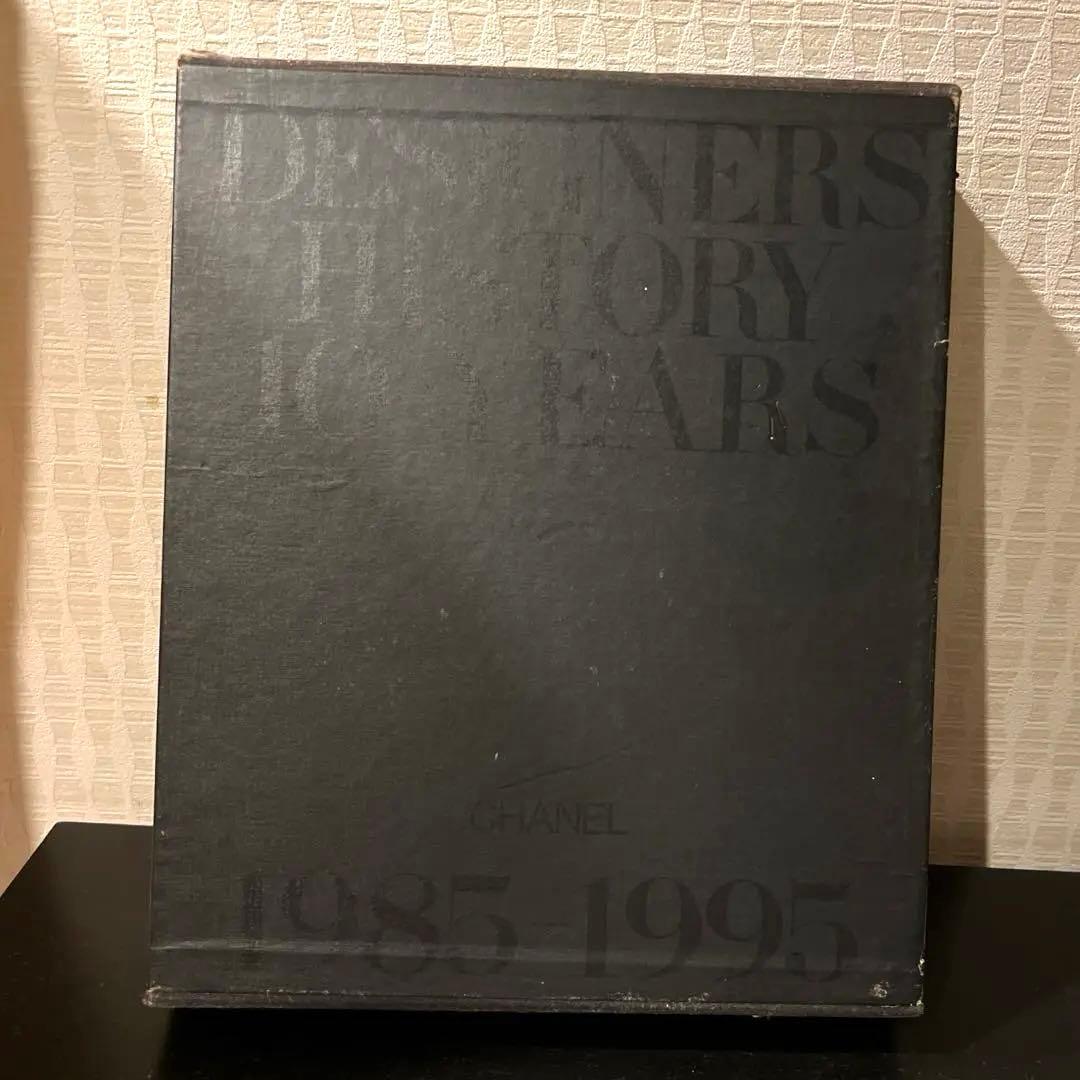 DESIGNERS
HISTORY
10 YEARS
CHANEL
1985-1995